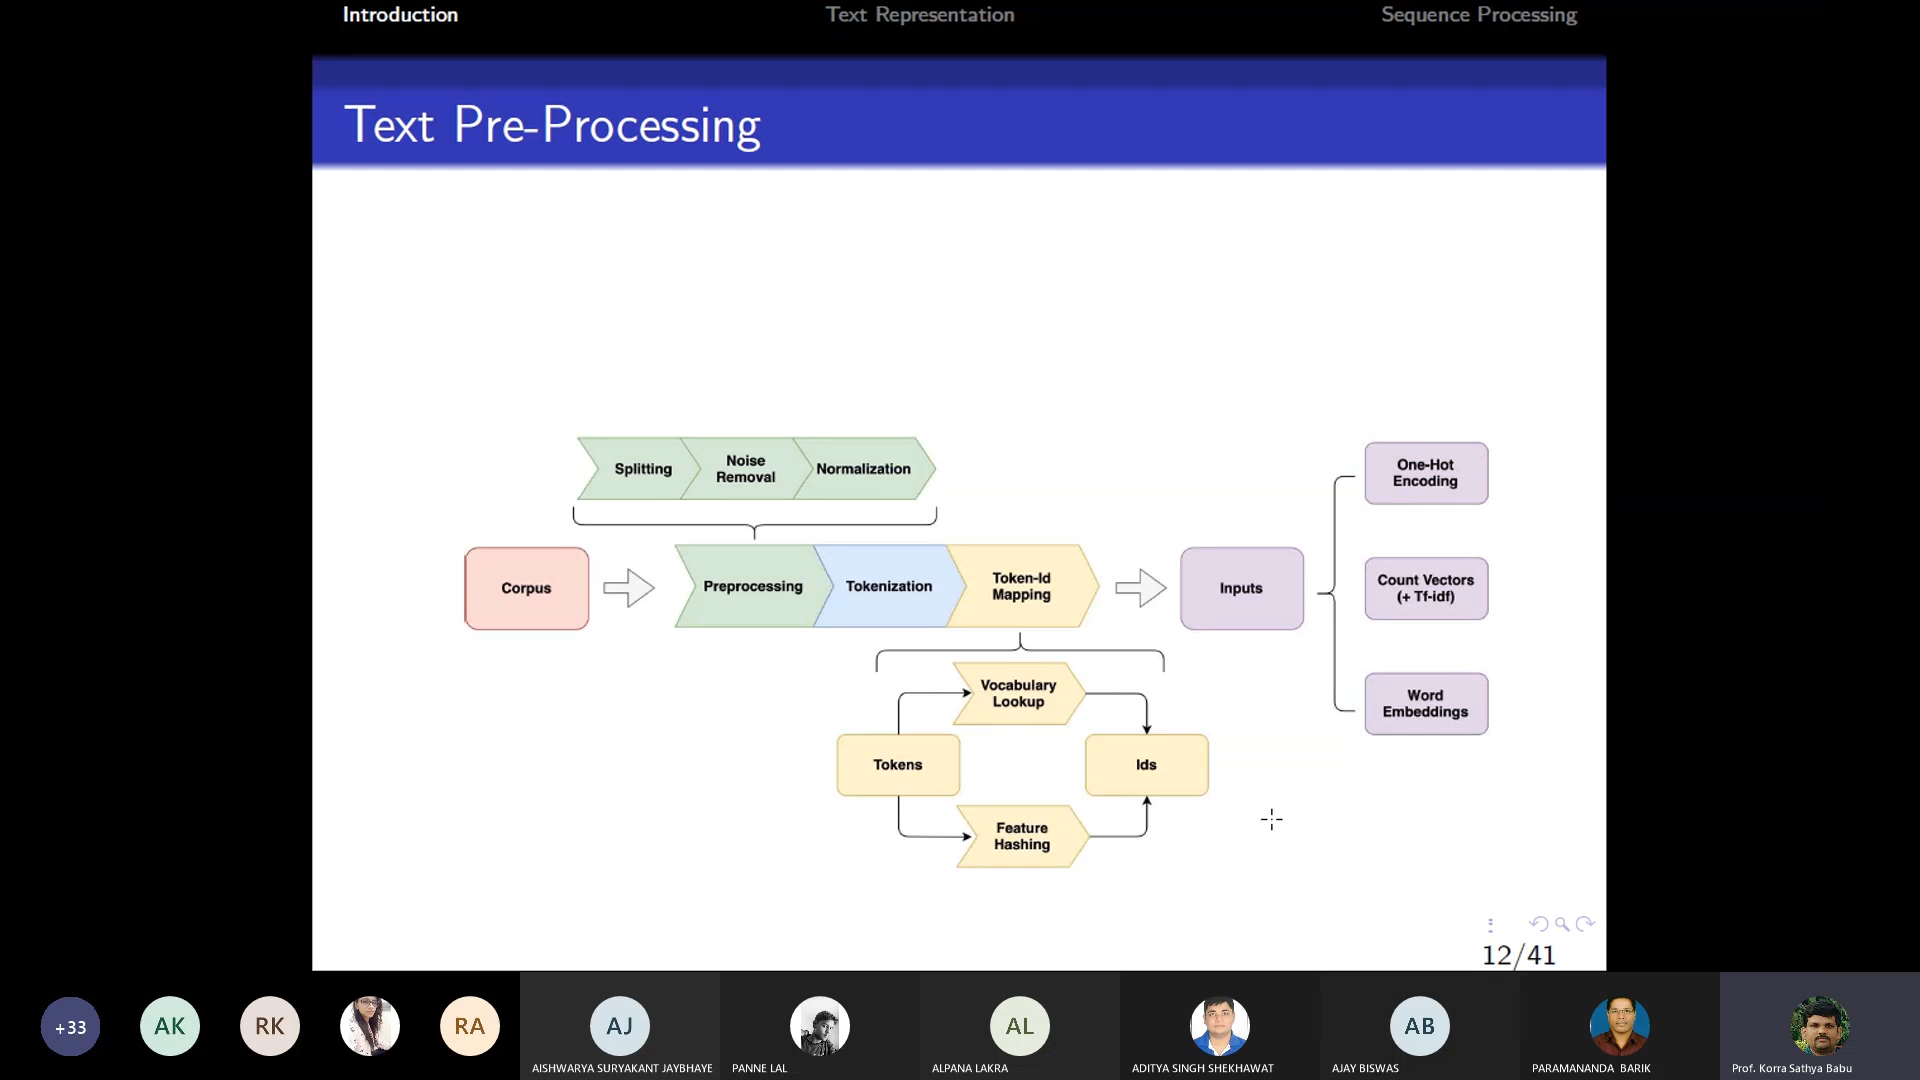 Introduction
Text Representation
Sequence Processing
Text Pre-Processing
Splitting
Noise
Removal
Normalization
One-Hot
Encoding
Corpus
Preprocessing
Tokenization
Token-Id
Mapping
Inputs
Count Vectors
(+ Tf-idf)
Vocabulary
Lookup
Word
Embeddings
Tokens
Ids
Feature
Hashing
12/41
+33
AK
RK
RA
AJ
AISHWARYA SURYAKANT JAYBHAYE
PANNE LAL
AL
ALPANA LAKRA
ADITYA SINGH SHEKHAWAT
AB
AJAY BISWAS
PARAMANANDA BARIK
Prof. Korra Sathya Babu